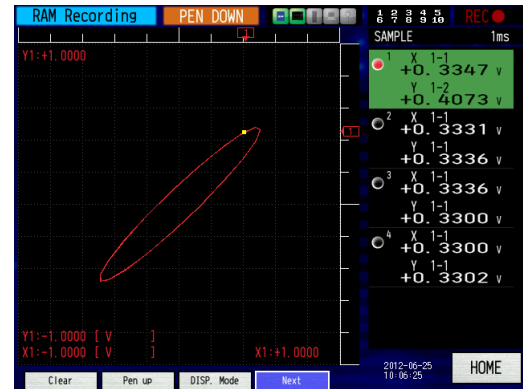 RAM Recording PEN DOWN 1 2 3 4 5 REC
6 7 8 9 10
1
SAMPLE 1ms
Y1:+1.0000
1 X 1-1
+0.3347 V
Y 1-2
+0.4073 V
1
2 X 1-1
+0.3331 V
Y 1-1
+0.3336 V
3 X 1-1
+0.3336 V
Y 1-1
+0.3300 V
4 X 1-1
+0.3300 V
Y 1-1
+0.3302 V
Y1:-1.0000 [ V ]
X1:-1.0000 [ V ] X1:+1.0000
Clear Pen up DISP. Mode Next
2012-06-25
10:06:25
HOME